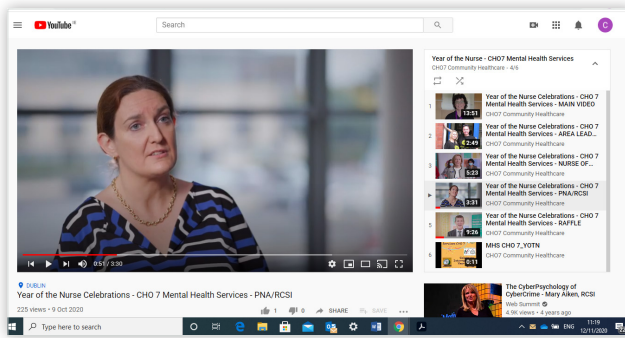 YouTube IE
Search
C
Year of the Nurse - CHO7 Mental Health Services
CHO7 Community Healthcare - 4/6
1
13:51
Year of the Nurse Celebrations - CHO 7
Mental Health Services - MAIN VIDEO
CHO7 Community Healthcare
2
2:49
Year of the Nurse Celebrations - CHO 7
Mental Health Services - AREA LEAD...
CHO7 Community Healthcare
3
5:23
Year of the Nurse Celebrations - CHO 7
Mental Health Services - NURSE OF...
CHO7 Community Healthcare
3:31
Year of the Nurse Celebrations - CHO 7
Mental Health Services - PNA/RCSI
CHO7 Community Healthcare
5
9:26
Year of the Nurse Celebrations - CHO 7
Mental Health Services - RAFFLE
CHO7 Community Healthcare
6
0:11
MHS CHO 7_YOTN
CHO7 Community Healthcare
0:51 / 3:30
DUBLIN
Year of the Nurse Celebrations - CHO 7 Mental Health Services - PNA/RCSI
225 views • 9 Oct 2020
1
0
SHARE
SAVE
The CyberPsychology of
CyberCrime - Mary Aiken, RCSI
Web Summit
4.9K views • 4 years ago
Type here to search
ENG
11:19
12/11/2020